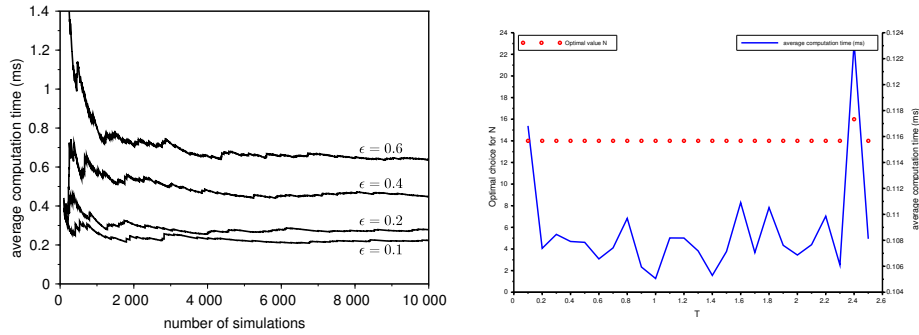 1.4
1.2
1
0.8
0.6
0.4
0.2
0
average computation time (ms)
ϵ = 0.6
ϵ = 0.4
ϵ = 0.2
ϵ = 0.1
0 2 000 4 000 6 000 8 000 10 000
number of simulations
Optimal value N
average computation time (ms)
24
22
20
18
16
14
12
10
8
6
4
2
0
Optimal choice for N
0.124
0.122
0.12
0.118
0.116
0.114
0.112
0.11
0.108
0.106
0.104
average computation time (ms)
0 0.2 0.4 0.6 0.8 1 1.2 1.4 1.6 1.8 2 2.2 2.4 2.6
T